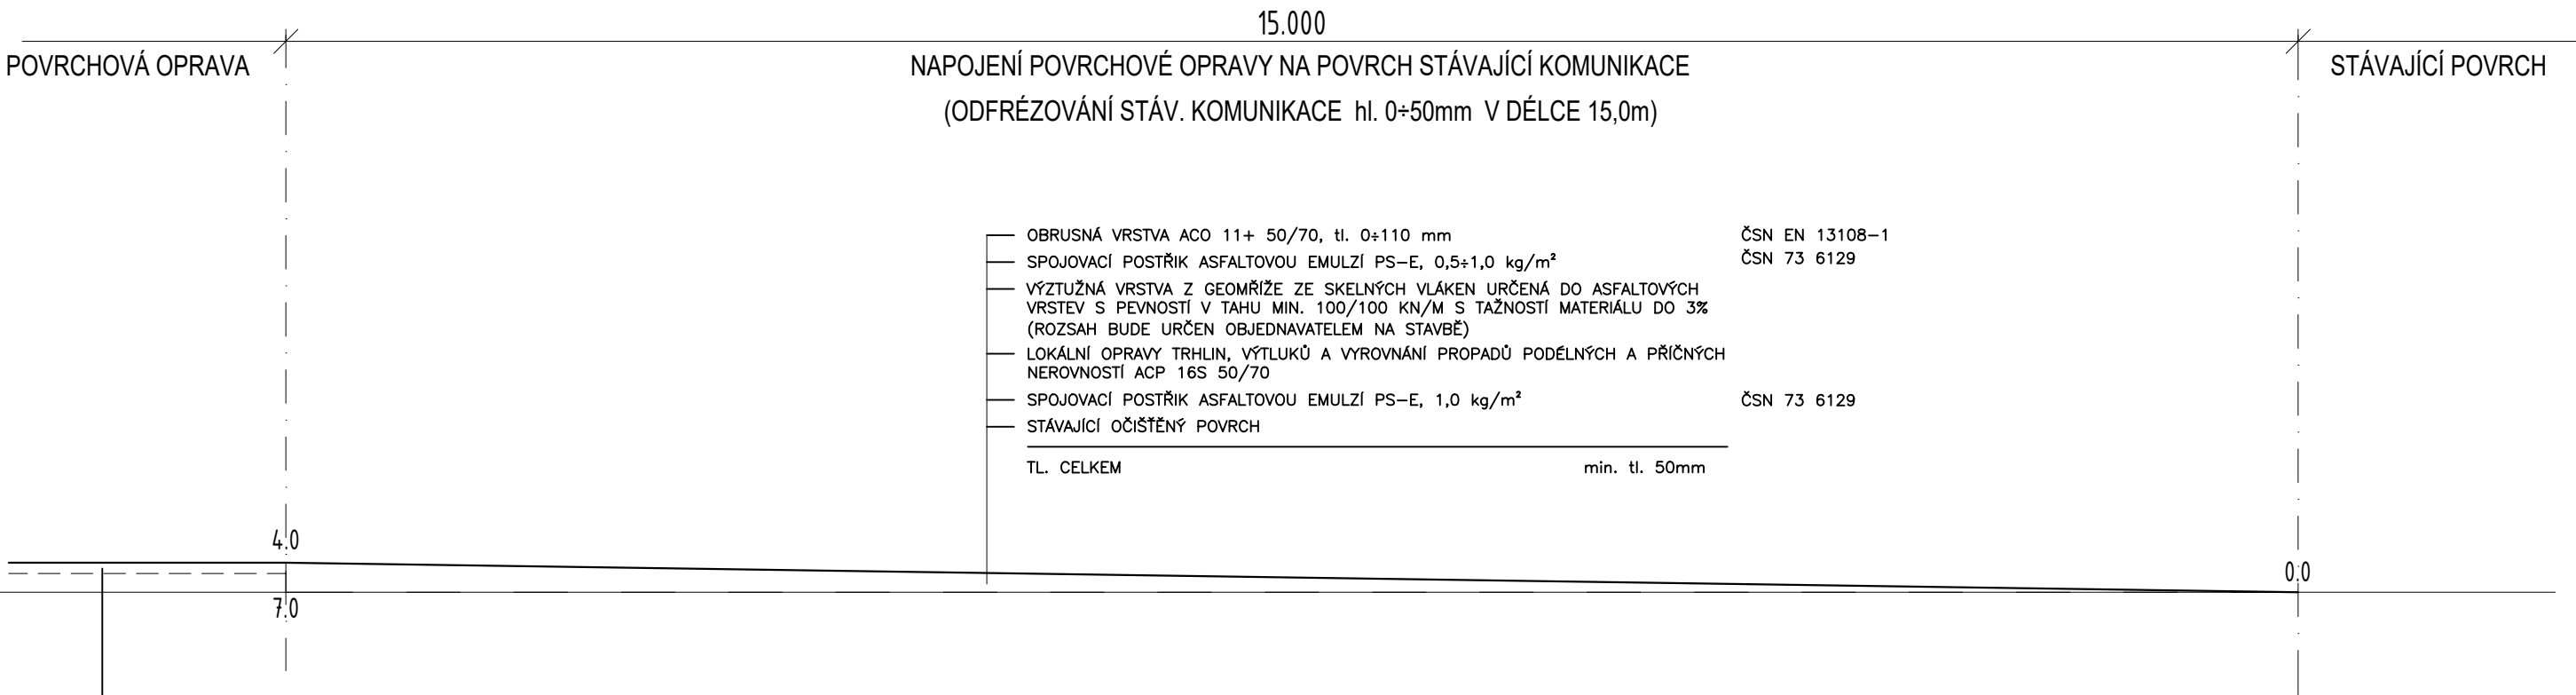 15.000
POVRCHOVÁ OPRAVA
NAPOJENÍ POVRCHOVÉ OPRAVY NA POVRCH STÁVAJÍCÍ KOMUNIKACE
STÁVAJÍCÍ POVRCH
(ODFRÉZOVÁNÍ STÁV. KOMUNIKACE hl. 0÷50mm V DÉLCE 15,0m)
OBRUSNÁ VRSTVA ACO 11+ 50/70, tl. 0÷110 mm
ČSN EN 13108-1
SPOJOVACÍ POSTŘIK ASFALTOVOU EMULZÍ PS-E, 0,5÷1,0 kg/m²
ČSN 73 6129
VÝZTUŽNÁ VRSTVA Z GEOMŘÍŽE ZE SKELNÝCH VLÁKEN URČENÁ DO ASFALTOVÝCH
VRSTEV S PEVNOSTÍ V TAHU MIN. 100/100 KN/M S TAŽNOSTÍ MATERIÁLU DO 3%
(ROZSAH BUDE URČEN OBJEDNAVATELEM NA STAVBĚ)
LOKÁLNÍ OPRAVY TRHLIN, VÝTLUKŮ A VYROVNÁNÍ PROPADŮ PODÉLNÝCH A PŘÍČNÝCH
NEROVNOSTÍ ACP 16S 50/70
SPOJOVACÍ POSTŘIK ASFALTOVOU EMULZÍ PS-E, 1,0 kg/m²
ČSN 73 6129
STÁVAJÍCÍ OČIŠTĚNÝ POVRCH
TL. CELKEM
min. tl. 50mm
4.0
0.0
7.0